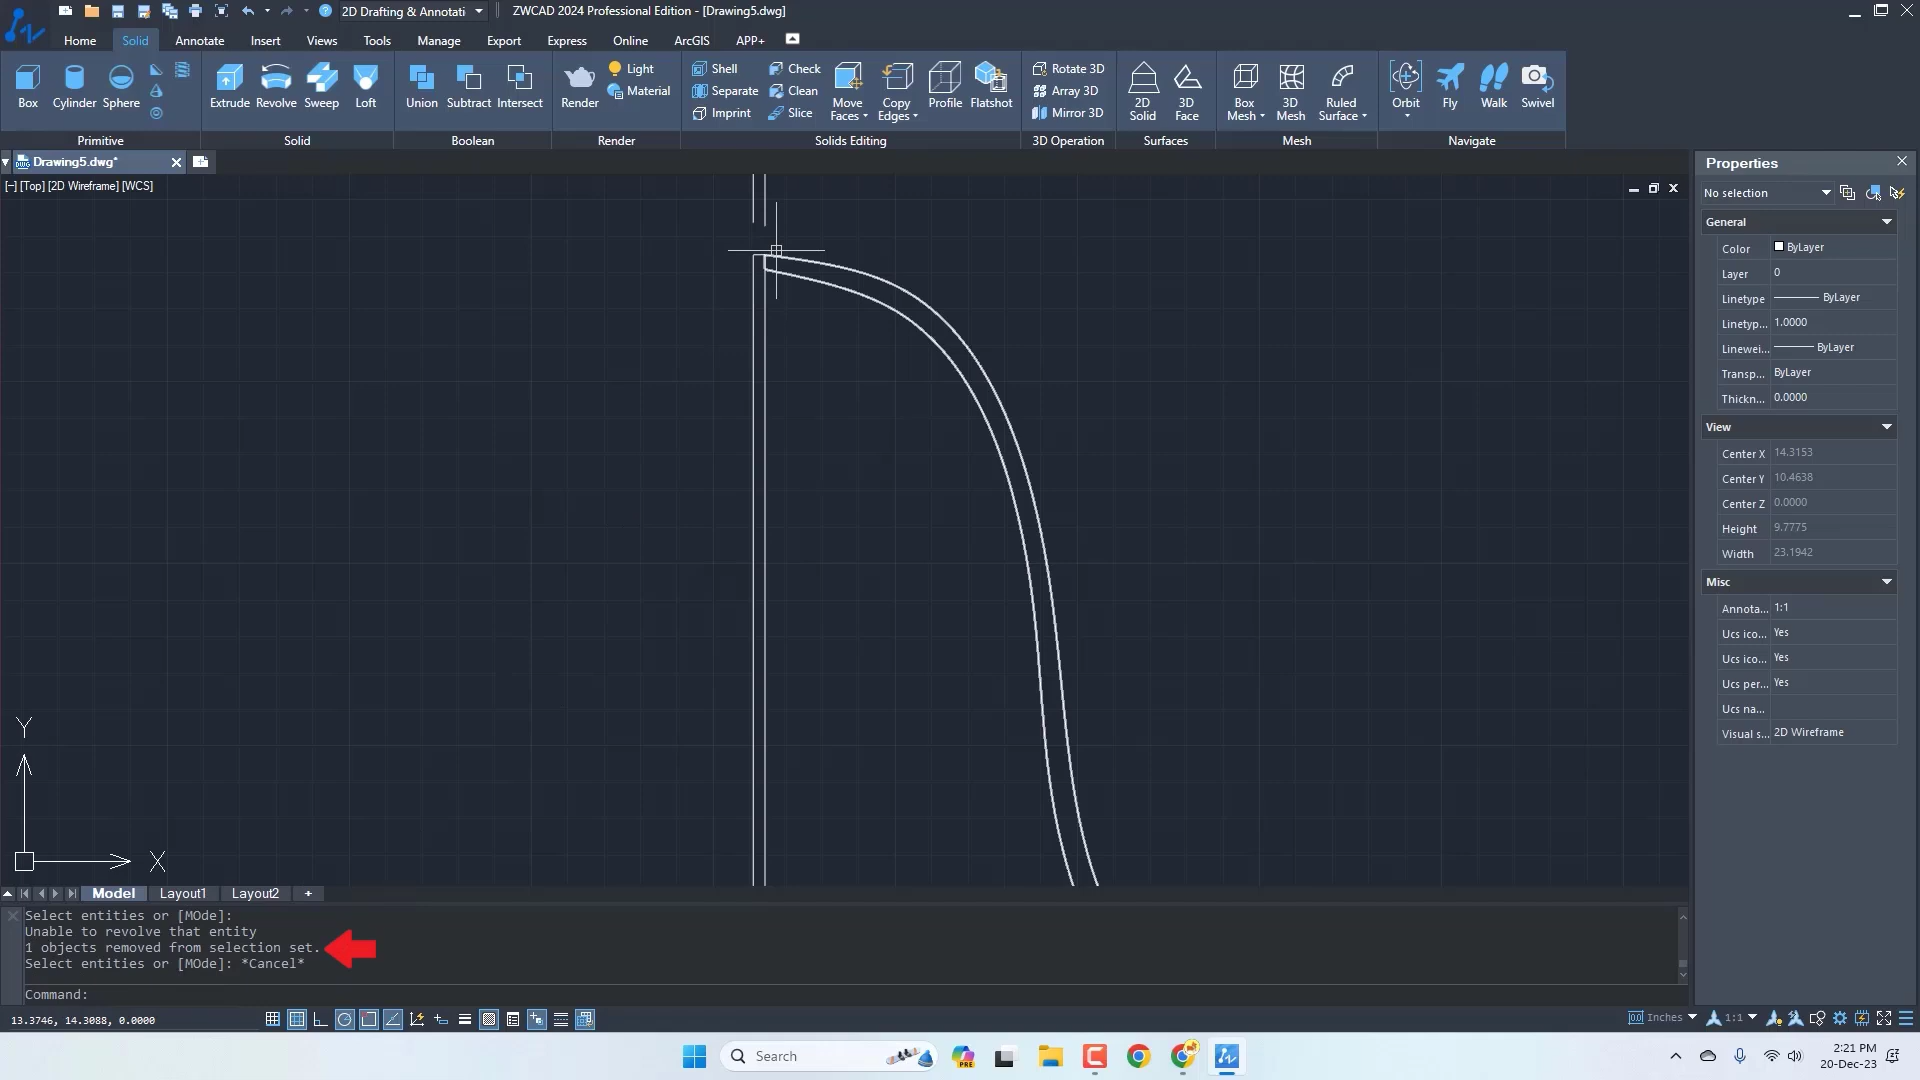 2D Drafting & Annotati
ZWCAD 2024 Professional Edition - [Drawing5.dwg]
Home Solid Annotate Insert Views Tools Manage Export Express Online ArcGIS APP+
Box Cylinder Sphere
Extrude Revolve Sweep Loft
Union Subtract Intersect
Render
Light
Material
Shell
Separate
Imprint
Check
Clean
Slice
Move
Faces
Copy
Edges
Profile
Flatshot
Rotate 3D
Array 3D
Mirror 3D
2D
Solid
3D
Face
Box
Mesh
3D
Mesh
Ruled
Surface
Orbit Fly Walk Swivel
Primitive Solid Boolean Render Solids Editing 3D Operation Surfaces Mesh Navigate
Drawing5.dwg*
[−] [Top] [2D Wireframe] [WCS]
Properties
No selection
General
Color ByLayer
Layer 0
Linetype ByLayer
Linetyp... 1.0000
Linewei... ByLayer
Transp... ByLayer
Thickn... 0.0000
View
Center X 14.3153
Center Y 10.4638
Center Z 0.0000
Height 9.7775
Width 23.1942
Misc
Annota... 1:1
Ucs ico... Yes
Ucs ico... Yes
Ucs per... Yes
Ucs na...
Visual s... 2D Wireframe
Y
X
Model Layout1 Layout2 +
Select entities or [MOde]:
Unable to revolve that entity
1 objects removed from selection set.
Select entities or [MOde]: *Cancel*
Command:
13.3746, 14.3088, 0.0000
Inches 1:1
Search
PRE
2:21 PM
20-Dec-23